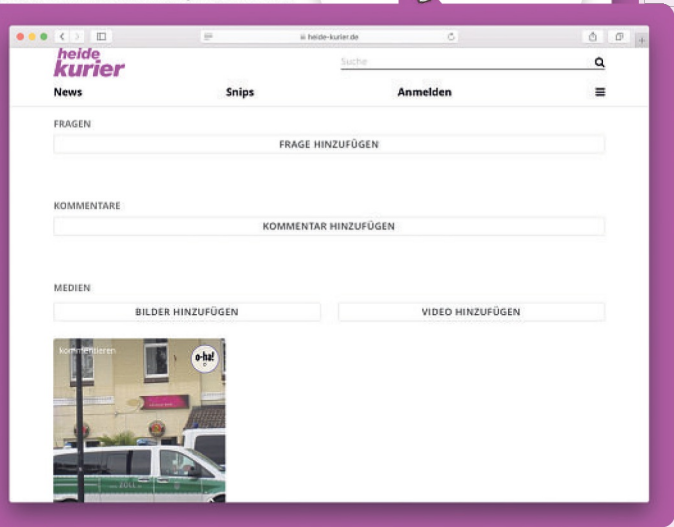 heide-kurier.de
heide
kurier
Suche
News Snips Anmelden
FRAGEN
FRAGE HINZUFÜGEN
KOMMENTARE
KOMMENTAR HINZUFÜGEN
MEDIEN
BILDER HINZUFÜGEN VIDEO HINZUFÜGEN
kommentieren
o-ha!
ZOLL